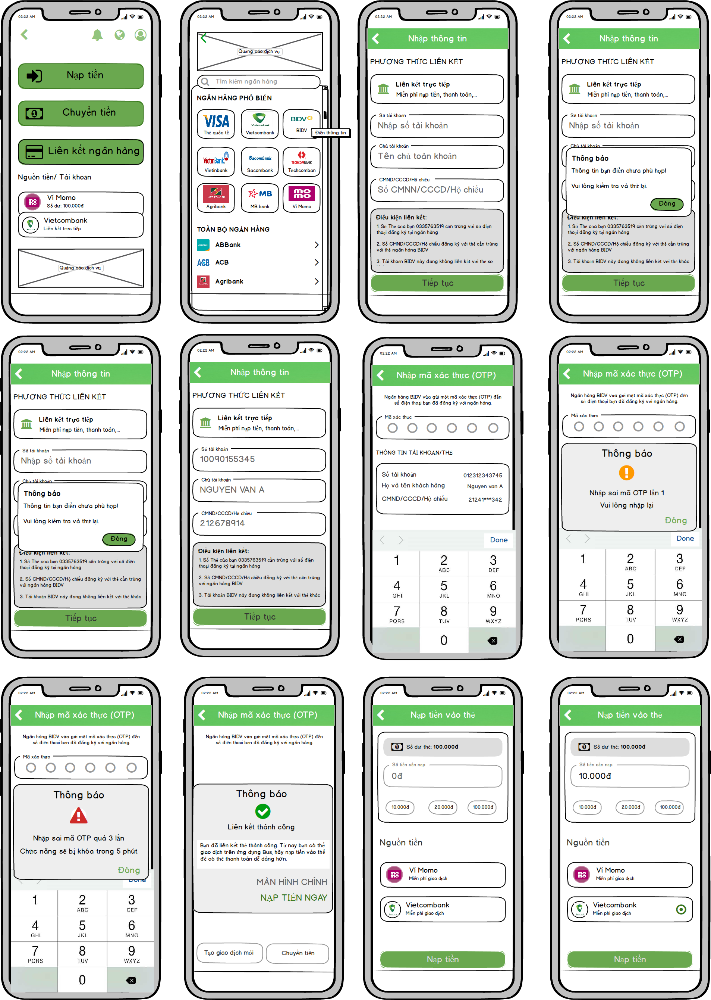 02:22 AM
Nạp tiền
Chuyển tiền
Liên kết ngân hàng
Nguồn tiền/ Tài khoản
Ví Momo
Số dư: 100.000đ
Vietcombank
Liên kết trực tiếp
Quảng cáo dịch vụ
02:22 AM
Quảng cáo dịch vụ
Tìm kiếm ngân hàng
NGÂN HÀNG PHỔ BIẾN
VISA
Thẻ quốc tế
Vietcombank
Vietcombank
BIDV
BIDV
Điền thông tin
VietinBank
Vietinbank
Sacombank
Sacombank
TECHCOMBANK
Techcomban
AGRIBANK
Agribank
MB
MB bank
mo mo
Ví Momo
TOÀN BỘ NGÂN HÀNG
ABBank
ACB
ACB
Agribank
02:22 AM
Nhập thông tin
PHƯƠNG THỨC LIÊN KẾT
Liên kết trực tiếp
Miễn phí nạp tiền, thanh toán,...
Số tài khoản
Nhập số tài khoản
Chủ tài khoản
Tên chủ toàn khoản
CMND/CCCD/Hộ chiếu
Số CMNN/CCCD/Hộ chiếu
Điều kiện liên kết:
1. Số Thẻ của bạn 0335763519 cần trùng với số điện
thoại đăng ký tại ngân hàng
2. Số CMND/CCCD/Hộ chiếu đăng ký với thẻ cần trùng
với thẻ ngân hàng BIDV
3. Tài khoản BIDV này đang không liên kết với thẻ xe
Tiếp tục
02:22 AM
Nhập thông tin
PHƯƠNG THỨC LIÊN KẾT
Liên kết trực tiếp
Miễn phí nạp tiền, thanh toán,...
Số tài khoản
Nhập số tài khoản
Chủ tài khoản
Thông báo
Thông tin bạn điền chưa phù hợp!
Vui lòng kiểm tra và thử lại.
Đóng
Điều kiện liên kết:
1. Số Thẻ của bạn 0335763519 cần trùng với số điện
thoại đăng ký tại ngân hàng
2. Số CMND/CCCD/Hộ chiếu đăng ký với thẻ cần trùng
với ngân hàng BIDV
3. Tài khoản BIDV này đang không liên kết với thẻ khác
Tiếp tục
02:22 AM
Nhập thông tin
PHƯƠNG THỨC LIÊN KẾT
Liên kết trực tiếp
Miễn phí nạp tiền, thanh toán,...
Số tài khoản
Nhập số tài khoản
Chủ tài khoản
Thông báo
Thông tin bạn điền chưa phù hợp!
Vui lòng kiểm tra và thử lại.
Đóng
Điều kiện liên kết:
1. Số Thẻ của bạn 0335763519 cần trùng với số điện
thoại đăng ký tại ngân hàng
2. Số CMND/CCCD/Hộ chiếu đăng ký với thẻ cần trùng
với ngân hàng BIDV
3. Tài khoản BIDV này đang không liên kết với thẻ khác
Tiếp tục
02:22 AM
Nhập thông tin
PHƯƠNG THỨC LIÊN KẾT
Liên kết trực tiếp
Miễn phí nạp tiền, thanh toán,...
Số tài khoản
10090155345
Chủ tài khoản
NGUYEN VAN A
CMND/CCCD/Hộ chiếu
212678914
Điều kiện liên kết:
1. Số Thẻ của bạn 0335763519 cần trùng với số điện
thoại đăng ký tại ngân hàng
2. Số CMND/CCCD/Hộ chiếu đăng ký với thẻ cần trùng
với ngân hàng BIDV
3. Tài khoản BIDV này đang không liên kết với thẻ khác
Tiếp tục
02:22 AM
Nhập mã xác thực (OTP)
Ngân hàng BIDV vừa gửi một mã xác thực (OTP) đến
số điện thoại bạn đã đăng ký với ngân hàng.
Mã xác thực
THÔNG TIN TÀI KHOẢN/THẺ
Số tài khoản 012312343745
Họ và tên khách hàng Nguyen van A
CMND/CCCD/Hộ chiếu 21241***342
Done
1 2 3
ABC DEF
4 5 6
GHI JKL MNO
7 8 9
PQRS TUV WXYZ
0
02:22 AM
Nhập mã xác thực (OTP)
Ngân hàng BIDV vừa gửi một mã xác thực (OTP) đến
số điện thoại bạn đã đăng ký với ngân hàng.
Mã xác thực
Thông báo
Nhập sai mã OTP lần 1
Vui lòng nhập lại
Đóng
Done
1 2 3
ABC DEF
4 5 6
GHI JKL MNO
7 8 9
PQRS TUV WXYZ
0
02:22 AM
Nhập mã xác thực (OTP)
Ngân hàng BIDV vừa gửi một mã xác thực (OTP) đến
số điện thoại bạn đã đăng ký với ngân hàng.
Mã xác thực
Thông báo
Nhập sai mã OTP quá 3 lần
Chức năng sẽ bị khóa trong 5 phút
Đóng
Done
1 2 3
ABC DEF
4 5 6
GHI JKL MNO
7 8 9
PQRS TUV WXYZ
0
02:22 AM
Nhập mã xác thực (OTP)
Ngân hàng BIDV vừa gửi một mã xác thực (OTP) đến
số điện thoại bạn đã đăng ký với ngân hàng.
Thông báo
Liên kết thành công
Bạn đã liên kết thẻ thành công. Từ nay bạn có thể
giao dịch trên ứng dụng Bus, hãy nạp tiền vào thể
để có thể thanh toán dễ dàng hơn.
MÀN HÌNH CHÍNH
NẠP TIỀN NGAY
Tạo giao dịch mới
Chuyển tiền
02:22 AM
Nạp tiền vào thẻ
Số dư thẻ: 100.000đ
Số tiền cần nạp
0đ
10.000đ 20.000đ 100.000đ
Nguồn tiền
Ví Momo
Miễn phí giao dịch
Vietcombank
Miễn phi giao dịch
Nạp tiền
02:22 AM
Nạp tiền vào thẻ
Số dư thẻ: 100.000đ
Số tiền cần nạp
10.000đ
10.000đ 20.000đ 100.000đ
Nguồn tiền
Ví Momo
Miễn phí giao dịch
Vietcombank
Miễn phi giao dịch
Nạp tiền